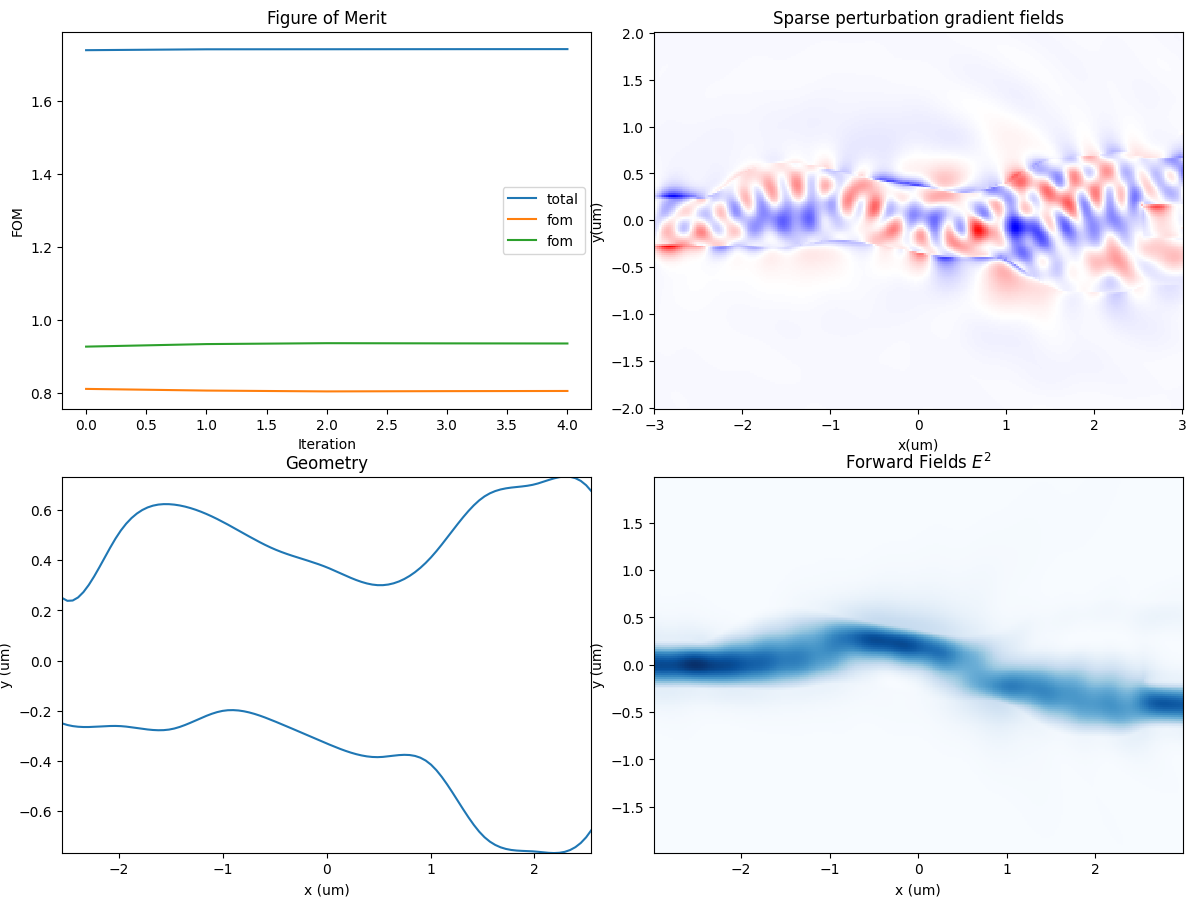 Figure of Merit
FOM
1.6
1.4
1.2
1.0
0.8
total
fom
fom
0.0 0.5 1.0 1.5 2.0 2.5 3.0 3.5 4.0
Iteration
Sparse perturbation gradient fields
y(um)
2.0
1.5
1.0
0.5
0.0
−0.5
−1.0
−1.5
−2.0
−3 −2 −1 0 1 2 3
x(um)
Geometry
y (um)
0.6
0.4
0.2
0.0
−0.2
−0.4
−0.6
−2 −1 0 1 2
x (um)
Forward Fields E²
y (um)
1.5
1.0
0.5
0.0
−0.5
−1.0
−1.5
−2 −1 0 1 2
x (um)